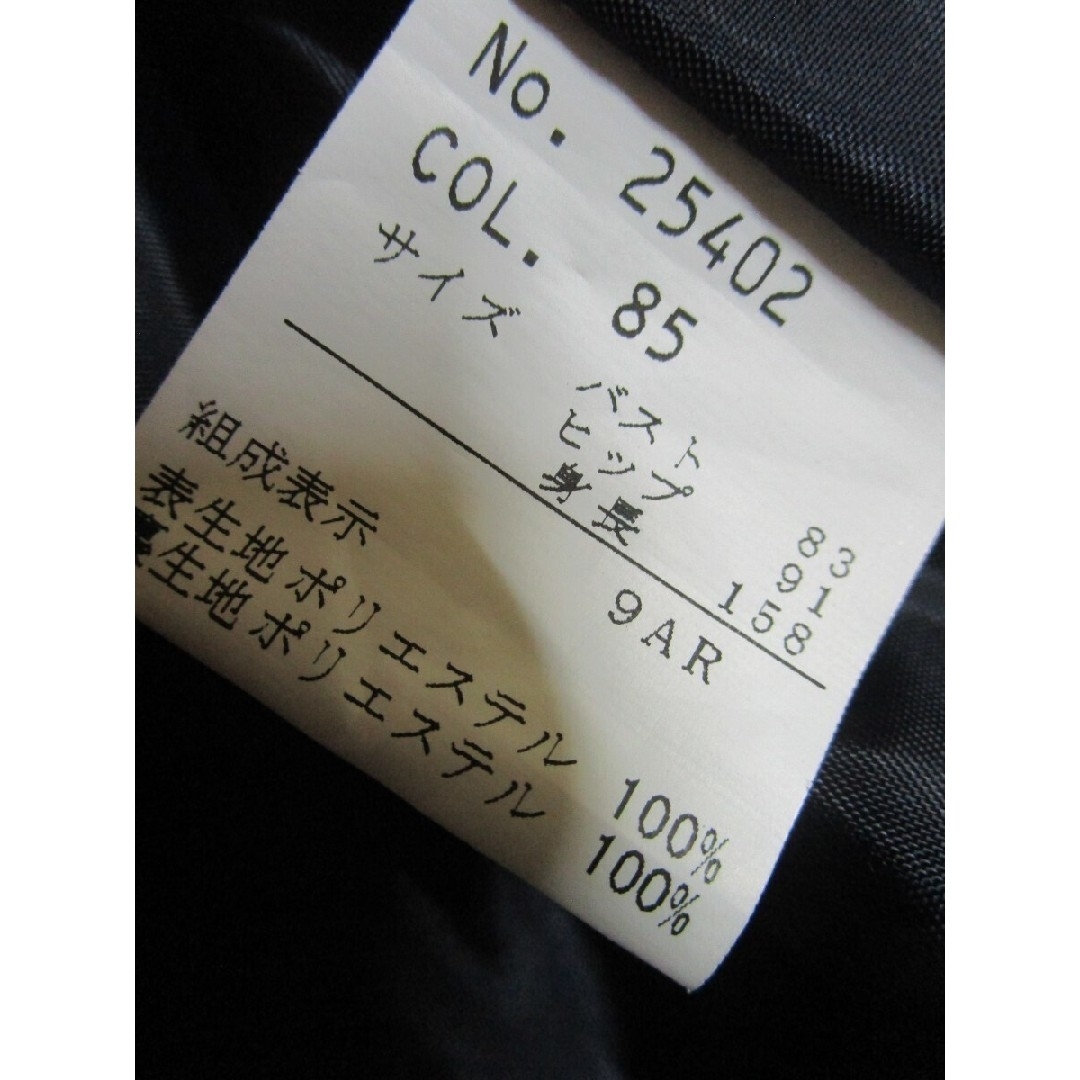 No. 25402
COL. 85
サイズ
バスト 83
ヒップ 91
身長 158
9AR
組成表示
表生地ポリエステル 100%
裏生地ポリエステル 100%